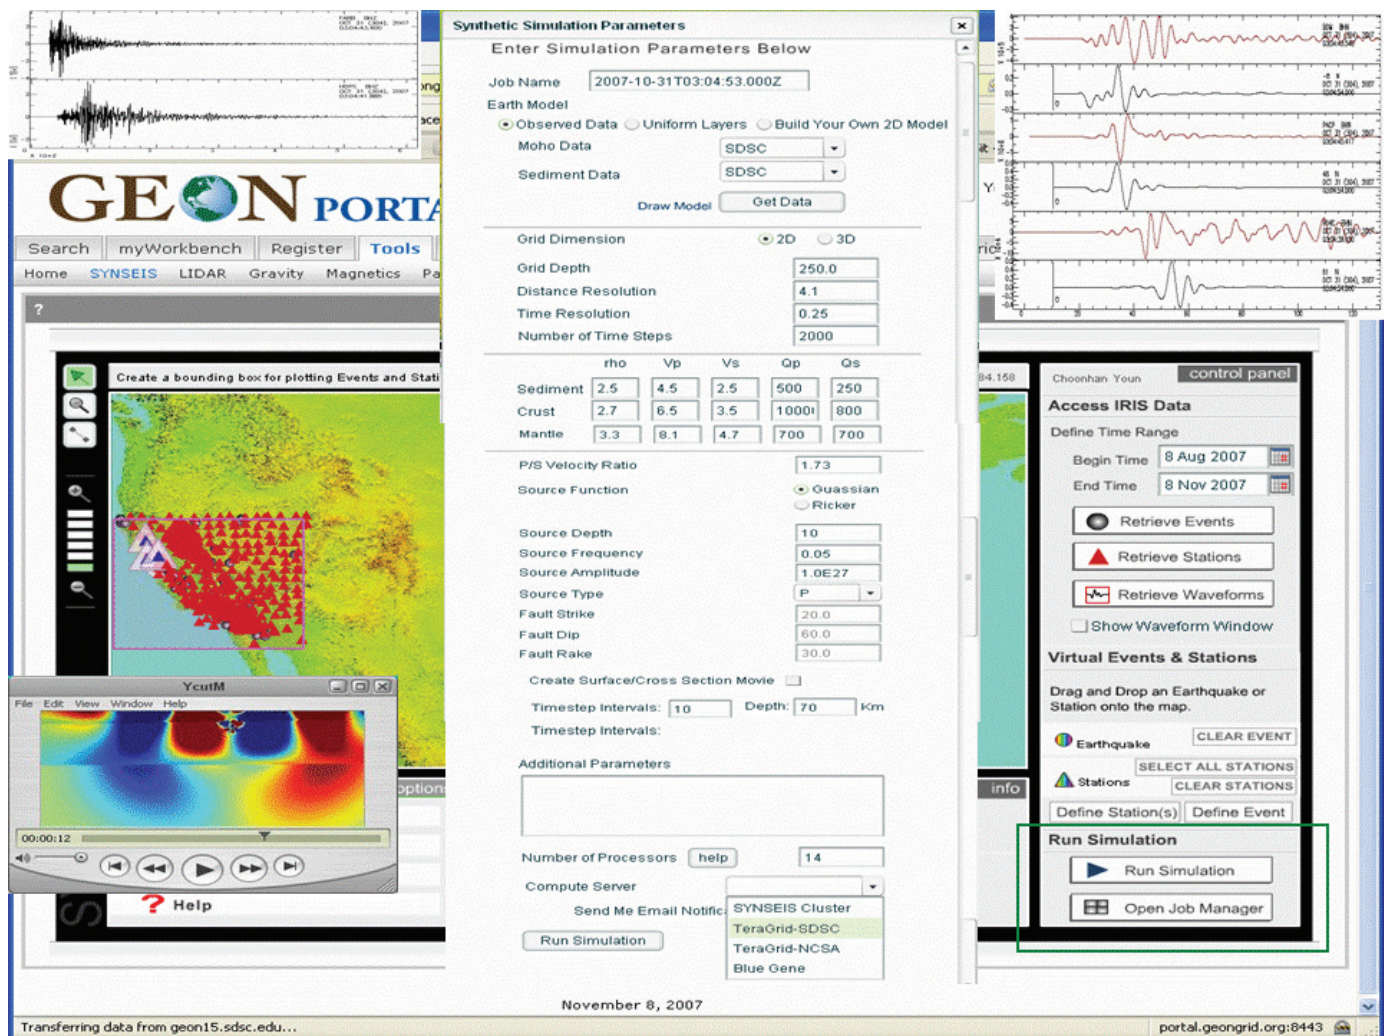 Synthetic Simulation Parameters
Enter Simulation Parameters Below
Job Name 2007-10-31T03:04:53.000Z
Earth Model
Observed Data Uniform Layers Build Your Own 2D Model
Moho Data SDSC
Sediment Data SDSC
Draw Model Get Data
Grid Dimension 2D 3D
Grid Depth 250.0
Distance Resolution 4.1
Time Resolution 0.25
Number of Time Steps 2000
rho Vp Vs Qp Qs
Sediment 2.5 4.5 2.5 500 250
Crust 2.7 6.5 3.5 1000 800
Mantle 3.3 8.1 4.7 700 700
P/S Velocity Ratio 1.73
Source Function Guassian
Ricker
Source Depth 10
Source Frequency 0.05
Source Amplitude 1.0E27
Source Type P
Fault Strike 20.0
Fault Dip 60.0
Fault Rake 30.0
Create Surface/Cross Section Movie
Timestep Intervals: 10 Depth: 70 Km
Timestep Intervals:
Additional Parameters
Number of Processors help 14
Compute Server
SYNSEIS Cluster
Send Me Email Notific
TeraGrid-SDSC
TeraGrid-NCSA
Blue Gene
Run Simulation
November 8, 2007
GEON PORTA
Search myWorkbench Register Tools
Home SYNSEIS LIDAR Gravity Magnetics Pa
?
Create a bounding box for plotting Events and Stati
84.158
YcutM
File Edit View Window Help
00:00:12
options
? Help
info
Choonhan Youn control panel
Access IRIS Data
Define Time Range
Begin Time 8 Aug 2007
End Time 8 Nov 2007
Retrieve Events
Retrieve Stations
Retrieve Waveforms
Show Waveform Window
Virtual Events & Stations
Drag and Drop an Earthquake or
Station onto the map.
Earthquake CLEAR EVENT
SELECT ALL STATIONS
Stations CLEAR STATIONS
Define Station(s) Define Event
Run Simulation
Run Simulation
Open Job Manager
Transferring data from geon15.sdsc.edu...
portal.geongrid.org:8443